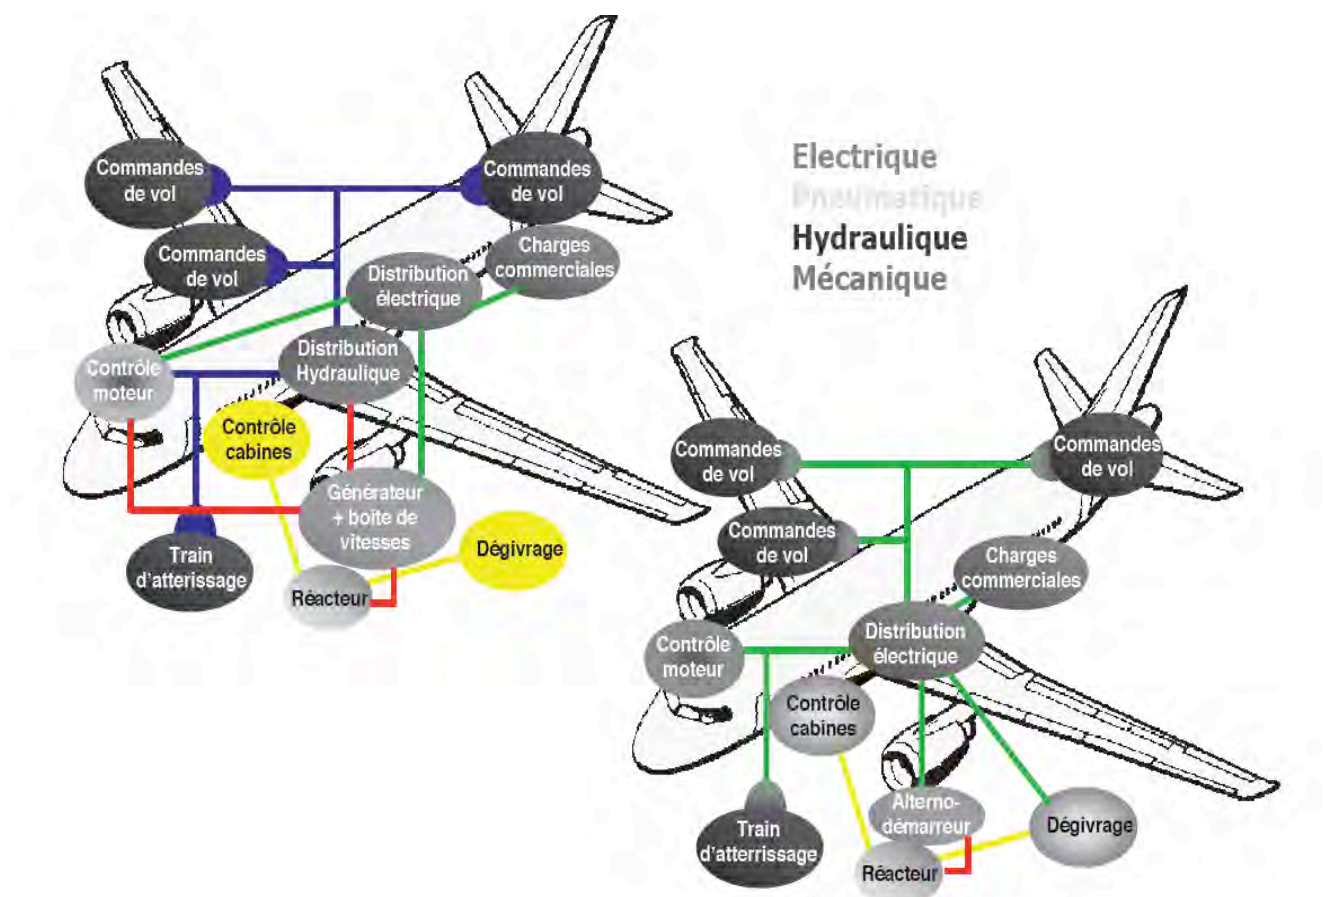 Commandes
de vol
Commandes
de vol
Commandes
de vol
Charges
commerciales
Distribution
électrique
Distribution
Hydraulique
Contrôle
moteur
Contrôle
cabines
Générateur
+ boite de
vitesses
Dégivrage
Train
d'atterissage
Réacteur
Electrique
Pneumatique
Hydraulique
Mécanique
Commandes
de vol
Commandes
de vol
Commandes
de vol
Charges
commerciales
Distribution
électrique
Contrôle
moteur
Contrôle
cabines
Alterno-
démarreur
Dégivrage
Train
d'atterrissage
Réacteur